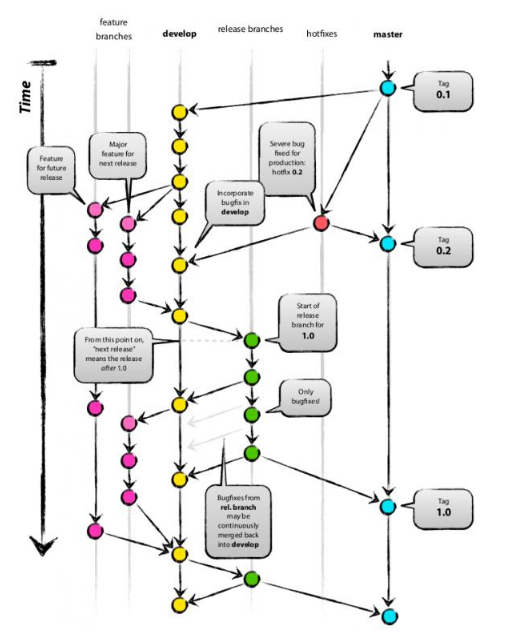 feature
branches
develop
release branches
hotfixes
master
Time
Tag
0.1
Major
feature for
next release
Severe bug
fixed for
production:
hotfix 0.2
Feature
for future
release
Incorporate
bugfix in
develop
Tag
0.2
Start of
release
branch for
1.0
From this point on,
"next release"
means the release
after 1.0
Only
bugfixes!
Bugfixes from
rel. branch
may be
continuously
merged back
into develop
Tag
1.0